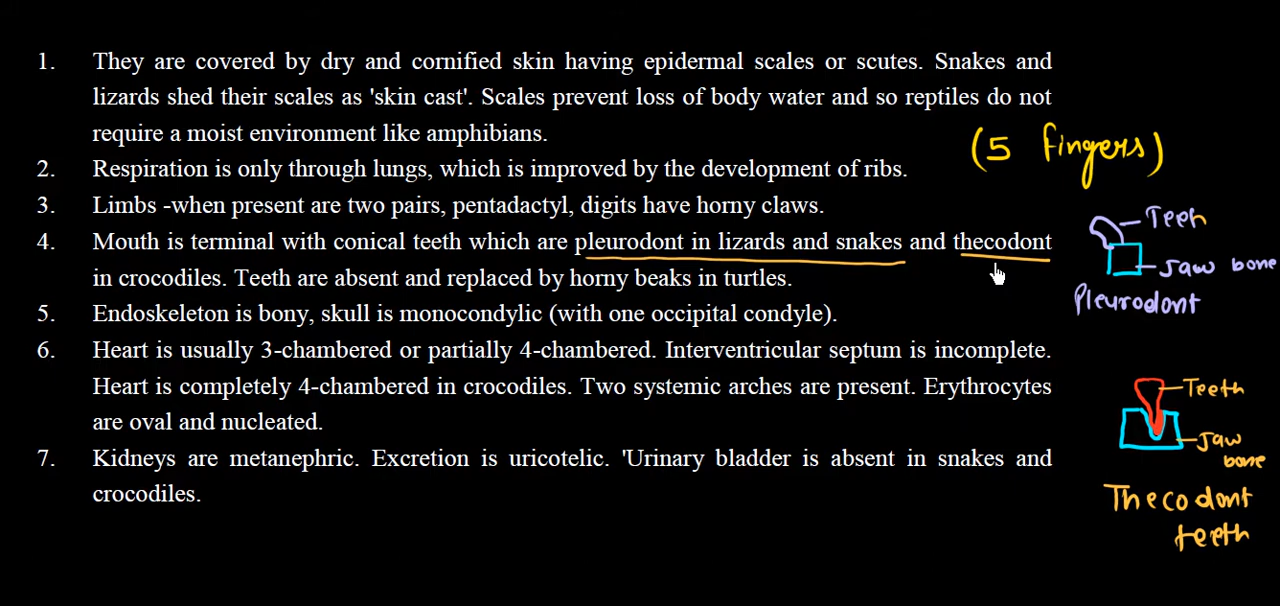 1. They are covered by dry and cornified skin having epidermal scales or scutes. Snakes and
lizards shed their scales as 'skin cast'. Scales prevent loss of body water and so reptiles do not
require a moist environment like amphibians.
(5 fingers)
2. Respiration is only through lungs, which is improved by the development of ribs.
3. Limbs -when present are two pairs, pentadactyl, digits have horny claws.
4. Mouth is terminal with conical teeth which are pleurodont in lizards and snakes and thecodont
in crocodiles. Teeth are absent and replaced by horny beaks in turtles.
Teeh
Jaw bone
Pleurodont
5. Endoskeleton is bony, skull is monocondylic (with one occipital condyle).
6. Heart is usually 3-chambered or partially 4-chambered. Interventricular septum is incomplete.
Heart is completely 4-chambered in crocodiles. Two systemic arches are present. Erythrocytes
are oval and nucleated.
7. Kidneys are metanephric. Excretion is uricotelic. 'Urinary bladder is absent in snakes and
crocodiles.
Teeth
Jaw
bone
Thecodont
teeth